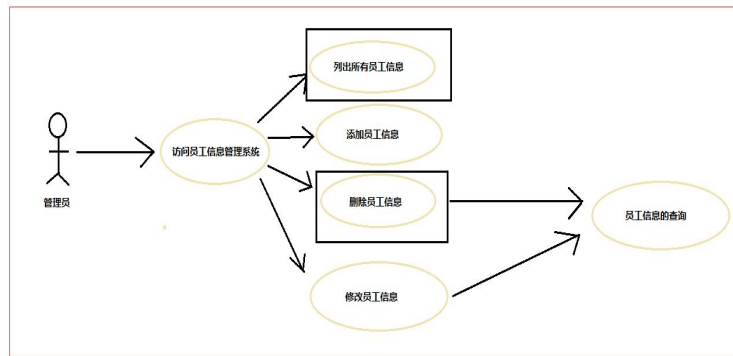 列出所有员工信息
添加员工信息
访问员工信息管理系统
管理员
删除员工信息
员工信息的查询
修改员工信息